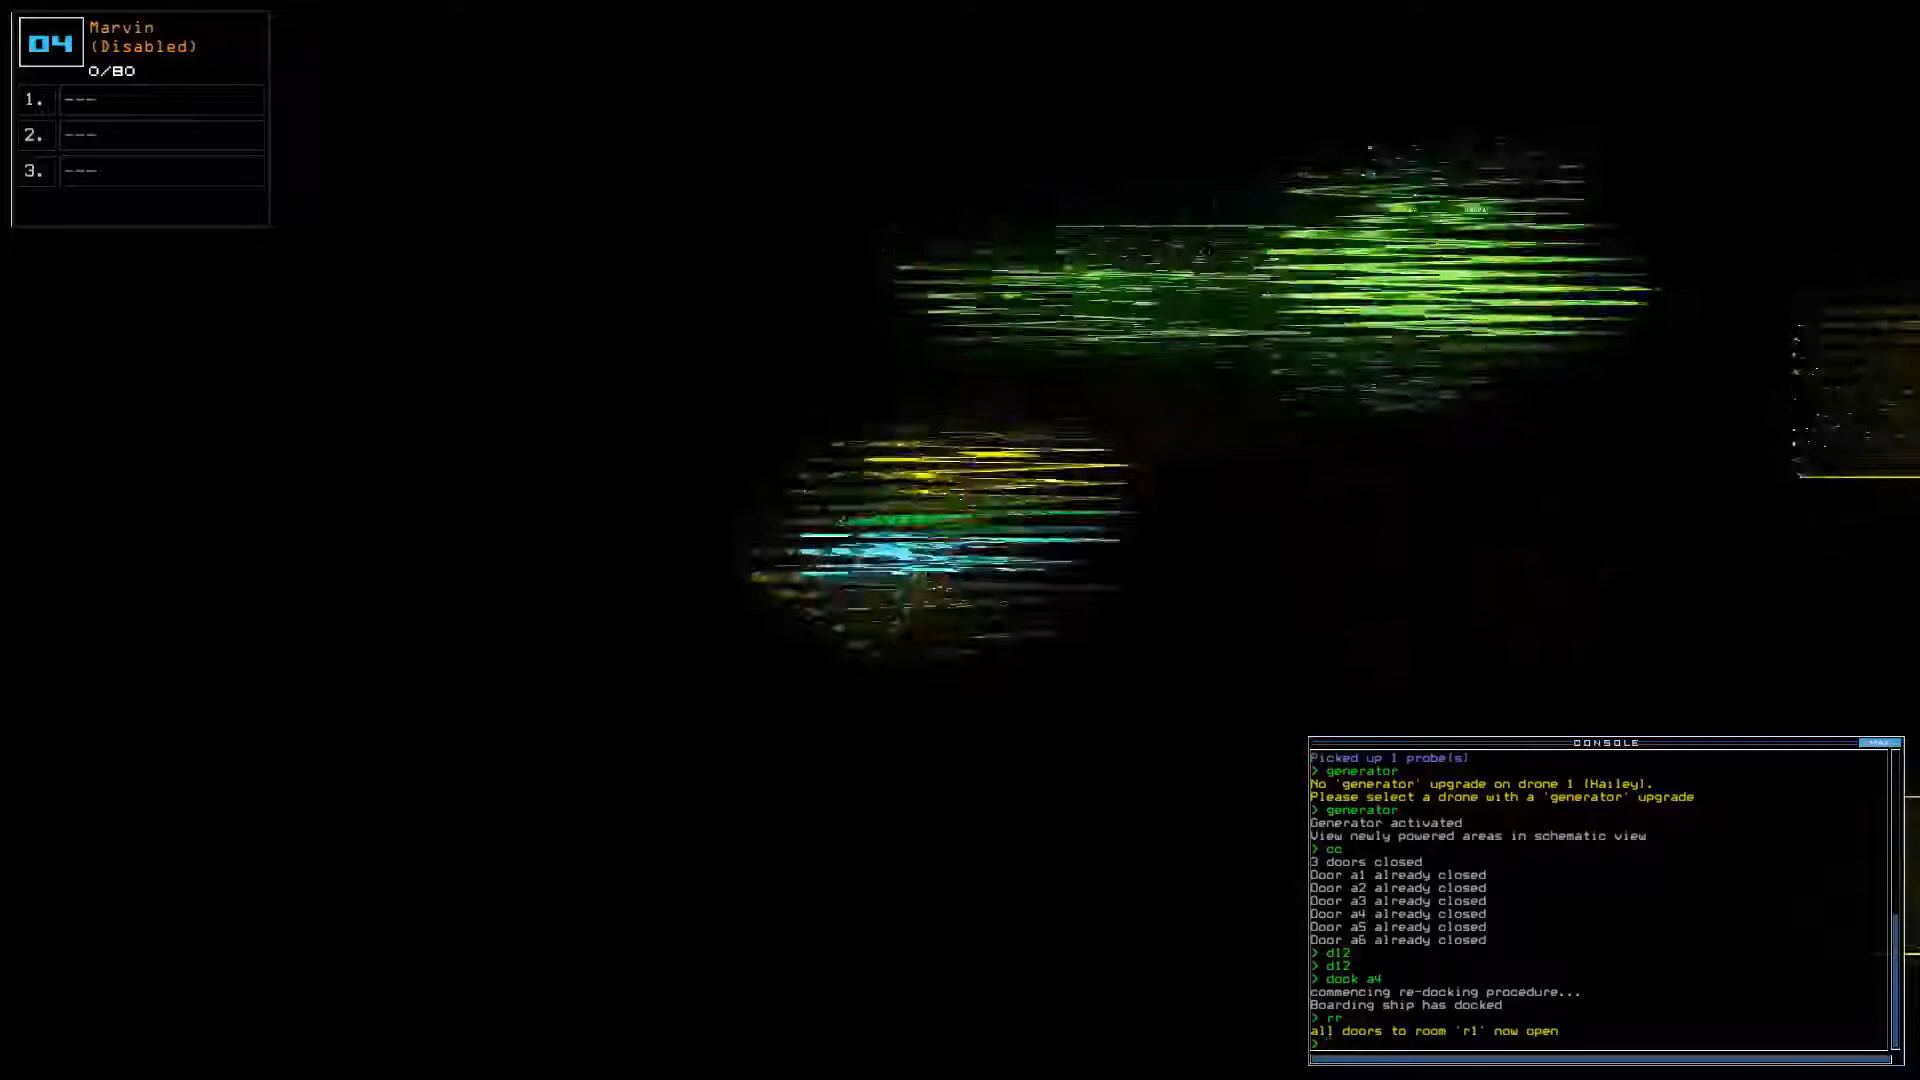 04
Marvin
(Disabled)
0/80
1. ---
2. ---
3. ---
CONSOLE
MAX
Picked up 1 probe(s)
> generator
No 'generator' upgrade on drone 1 (Hailey).
Please select a drone with a 'generator' upgrade
> generator
Generator activated
View newly powered areas in schematic view
> cc
3 doors closed
Door a1 already closed
Door a2 already closed
Door a3 already closed
Door a4 already closed
Door a5 already closed
Door a6 already closed
> d12
> d12
> dock a4
commencing re-docking procedure...
Boarding ship has docked
> rr
all doors to room 'r1' now open
>